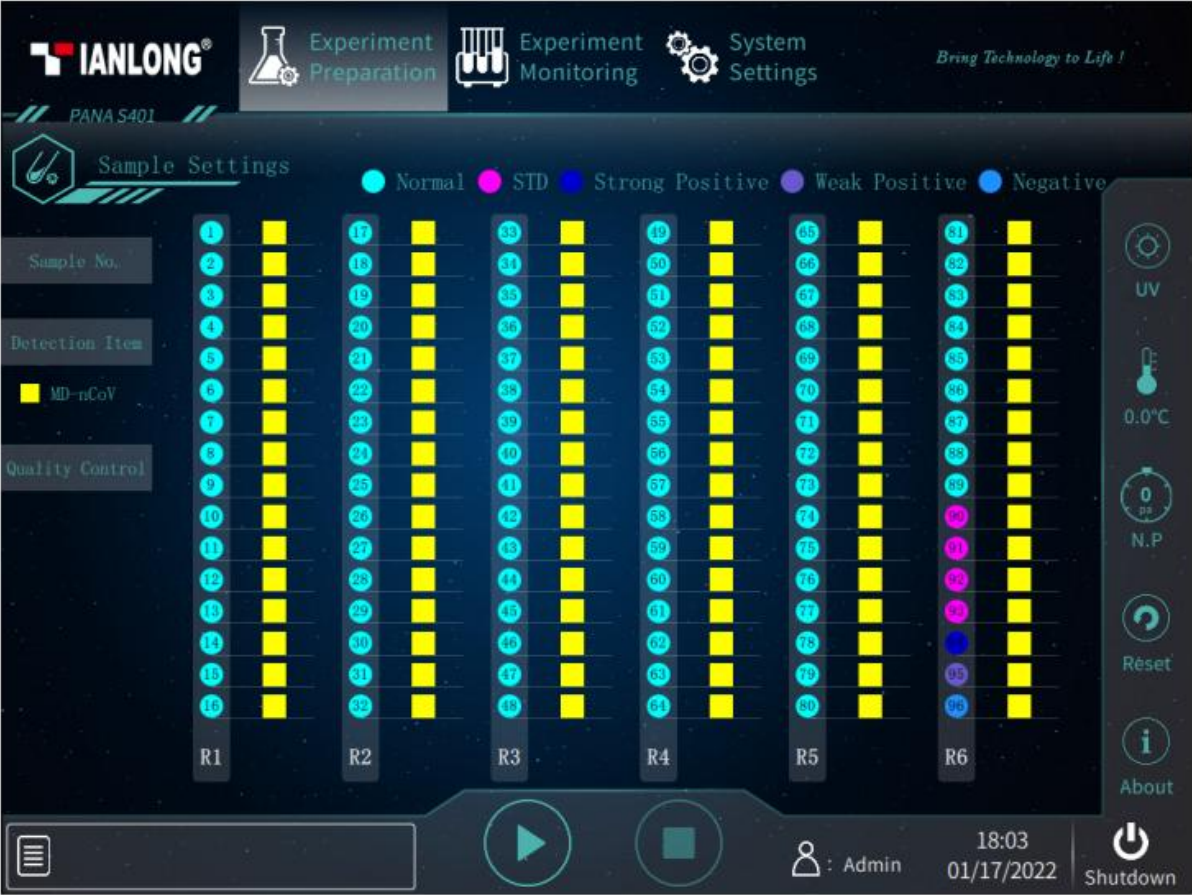 TIANLONG®
PANA S401
Experiment
Preparation
Experiment
Monitoring
System
Settings
Bring Technology to Life !
Sample Settings
Normal STD Strong Positive Weak Positive Negative
Sample No.
Detection Item
MD-nCoV
Quality Control
1 17 33 49 65 81
2 18 34 50 66 82
3 19 35 51 67 83
4 20 36 52 68 84
5 21 37 53 69 85
6 22 38 54 70 86
7 23 39 55 71 87
8 24 40 56 72 88
9 25 41 57 73 89
10 26 42 58 74 90
11 27 43 59 75 91
12 28 44 60 76 92
13 29 45 61 77 93
14 30 46 62 78
15 31 47 63 79 95
16 32 48 64 80 96
R1 R2 R3 R4 R5 R6
UV
0.0°C
0
pa
N.P
Reset
i
About
: Admin
18:03
01/17/2022
Shutdown